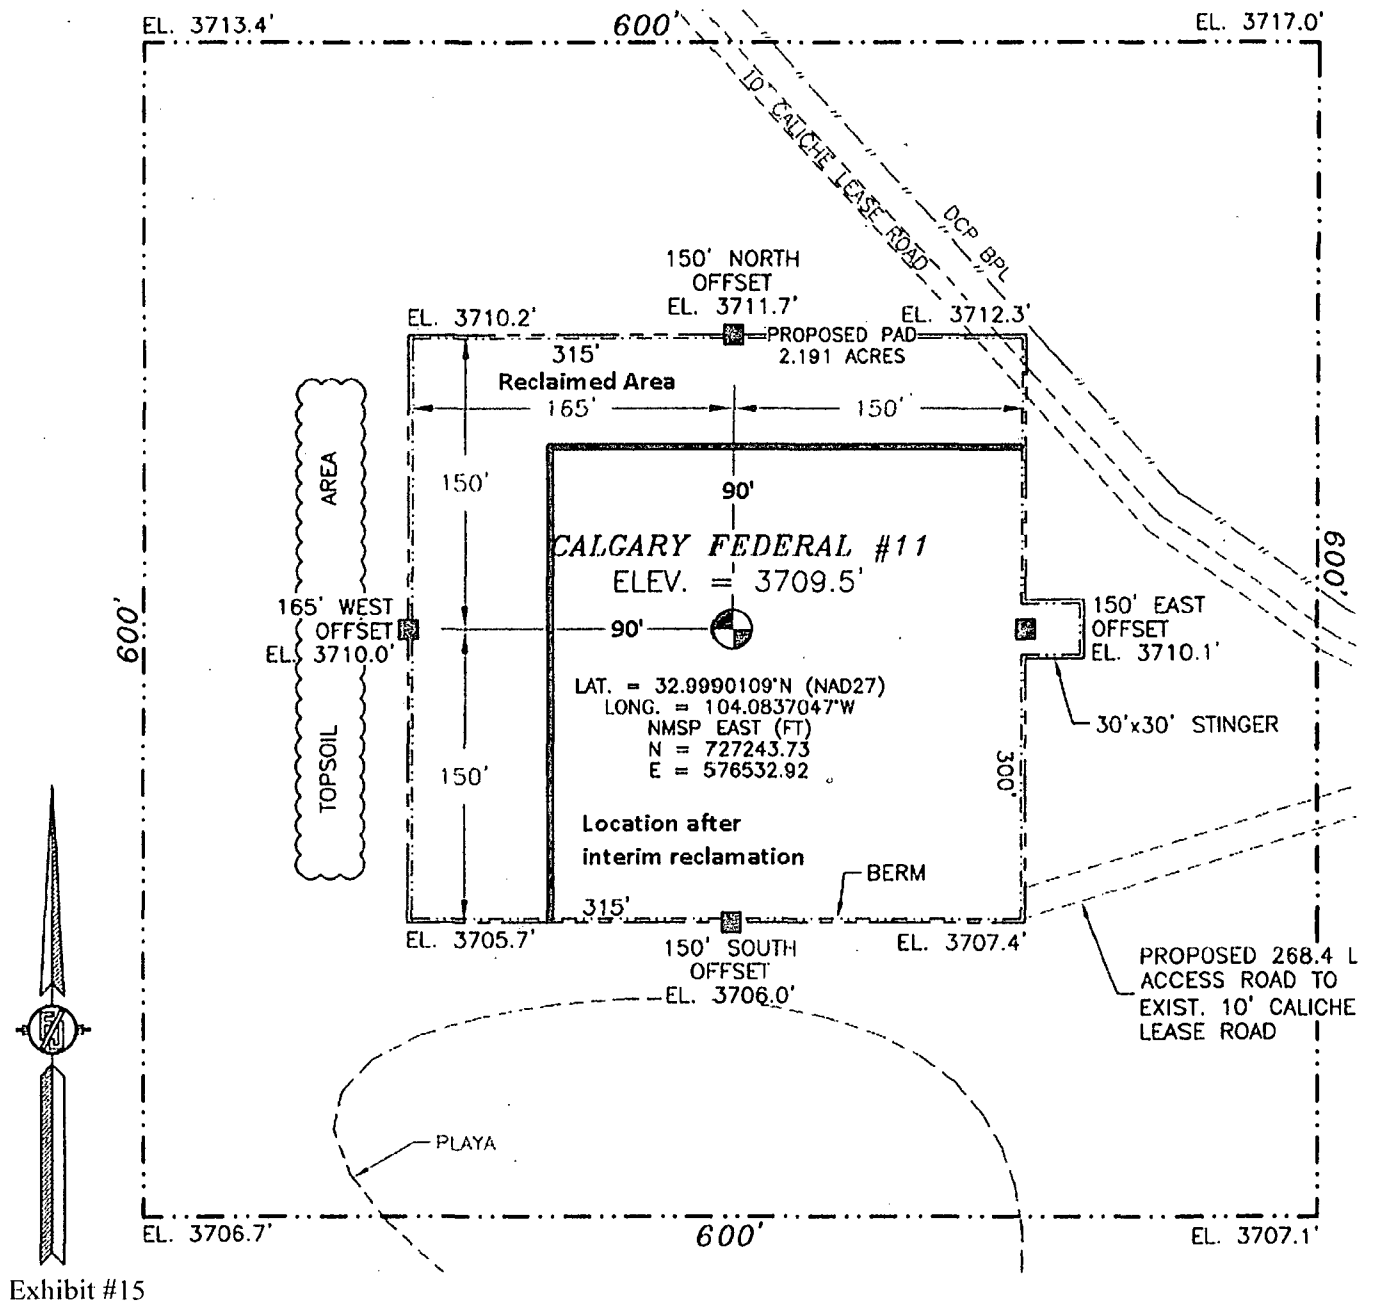 EL. 3713.4'
600'
EL. 3717.0'
10' CALICHE LEASE ROAD
DCP BPL
150' NORTH
OFFSET
EL. 3711.7'
EL. 3710.2'
EL. 3712.3'
PROPOSED PAD
2.191 ACRES
315'
Reclaimed Area
165'
150'
AREA
TOPSOIL
150'
90'
CALGARY FEDERAL #11
ELEV. = 3709.5'
600'
600'
165' WEST
OFFSET
EL. 3710.0'
90'
150' EAST
OFFSET
EL. 3710.1'
LAT. = 32.9990109°N (NAD27)
LONG. = 104.0837047°W
NMSP EAST (FT)
N = 727243.73
E = 576532.92
30'x30' STINGER
150'
300'
Location after
interim reclamation
BERM
315'
EL. 3705.7'
150' SOUTH
OFFSET
EL. 3706.0'
EL. 3707.4'
PROPOSED 268.4 L
ACCESS ROAD TO
EXIST. 10' CALICHE
LEASE ROAD
PLAYA
EL. 3706.7'
600'
EL. 3707.1'
Exhibit #15